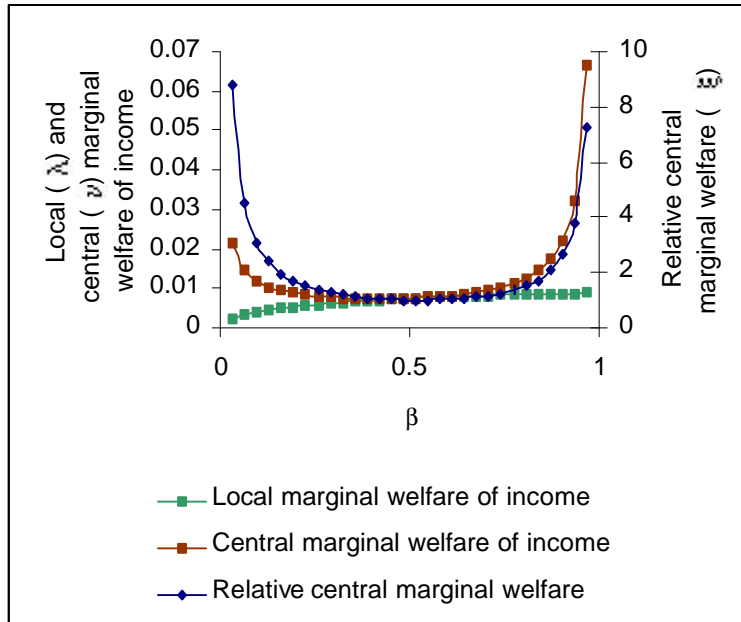 0.07
0.06
0.05
0.04
0.03
0.02
0.01
0
Local ( λ) and
central ( ν) marginal
welfare of income
10
8
6
4
2
0
Relative central
marginal welfare ( ξ)
0
0.5
1
β
Local marginal welfare of income
Central marginal welfare of income
Relative central marginal welfare